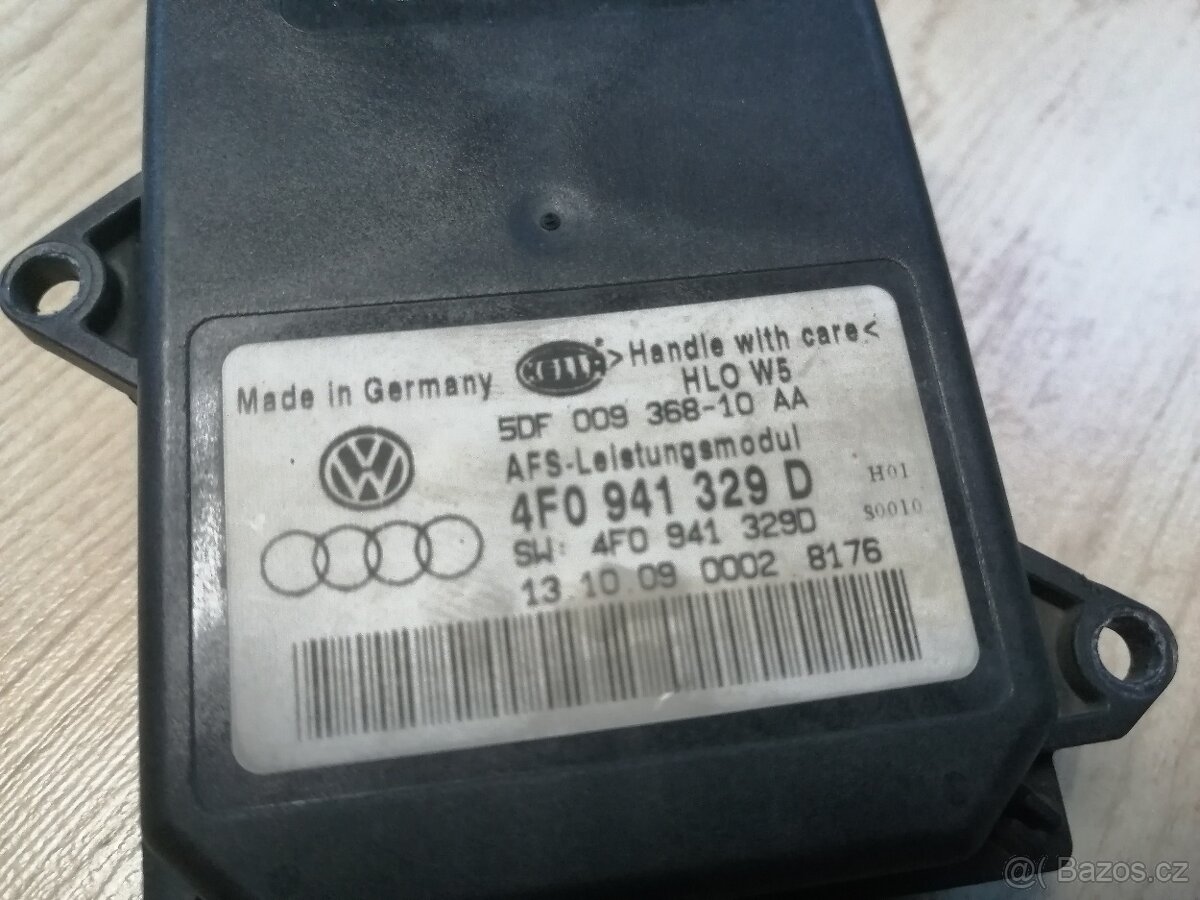 Made in Germany HELLA >Handle with care<
HLO W5
5DF 009 368-10 AA
AFS-Leistungsmodul
4F0 941 329 D H01
SW: 4F0 941 329D S0010
13.10.09 0002 8176
Bazos.cz